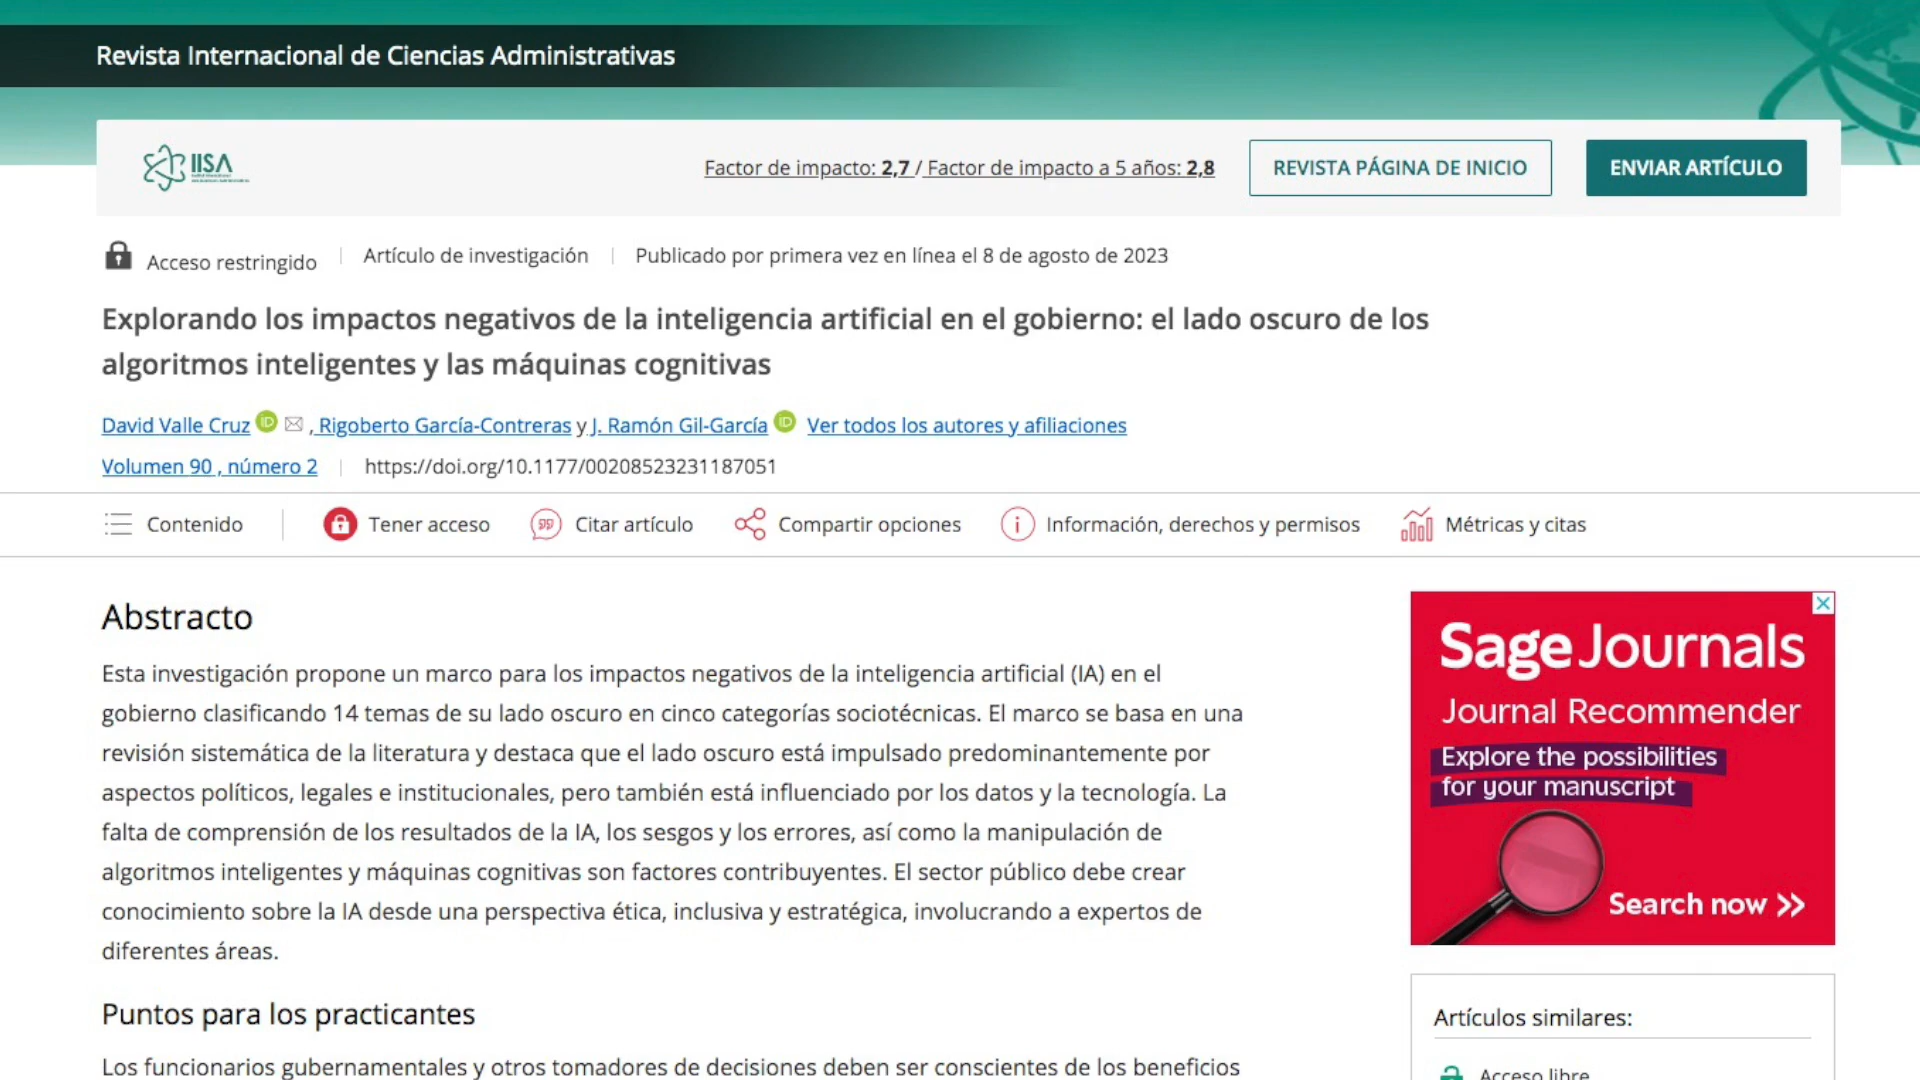 Revista Internacional de Ciencias Administrativas
IISA
Factor de impacto: 2,7 / Factor de impacto a 5 años: 2,8
REVISTA PÁGINA DE INICIO
ENVIAR ARTÍCULO
Acceso restringido
Artículo de investigación
Publicado por primera vez en línea el 8 de agosto de 2023
Explorando los impactos negativos de la inteligencia artificial en el gobierno: el lado oscuro de los
algoritmos inteligentes y las máquinas cognitivas
David Valle Cruz iD , Rigoberto García-Contreras y J. Ramón Gil-García iD Ver todos los autores y afiliaciones
Volumen 90 , número 2
https://doi.org/10.1177/00208523231187051
Contenido
Tener acceso
Citar artículo
Compartir opciones
Información, derechos y permisos
Métricas y citas
Abstracto
Esta investigación propone un marco para los impactos negativos de la inteligencia artificial (IA) en el
gobierno clasificando 14 temas de su lado oscuro en cinco categorías sociotécnicas. El marco se basa en una
revisión sistemática de la literatura y destaca que el lado oscuro está impulsado predominantemente por
aspectos políticos, legales e institucionales, pero también está influenciado por los datos y la tecnología. La
falta de comprensión de los resultados de la IA, los sesgos y los errores, así como la manipulación de
algoritmos inteligentes y máquinas cognitivas son factores contribuyentes. El sector público debe crear
conocimiento sobre la IA desde una perspectiva ética, inclusiva y estratégica, involucrando a expertos de
diferentes áreas.
Puntos para los practicantes
Los funcionarios gubernamentales y otros tomadores de decisiones deben ser conscientes de los beneficios
Sage Journals
Journal Recommender
Explore the possibilities
for your manuscript
Search now
Artículos similares:
Acceso libre